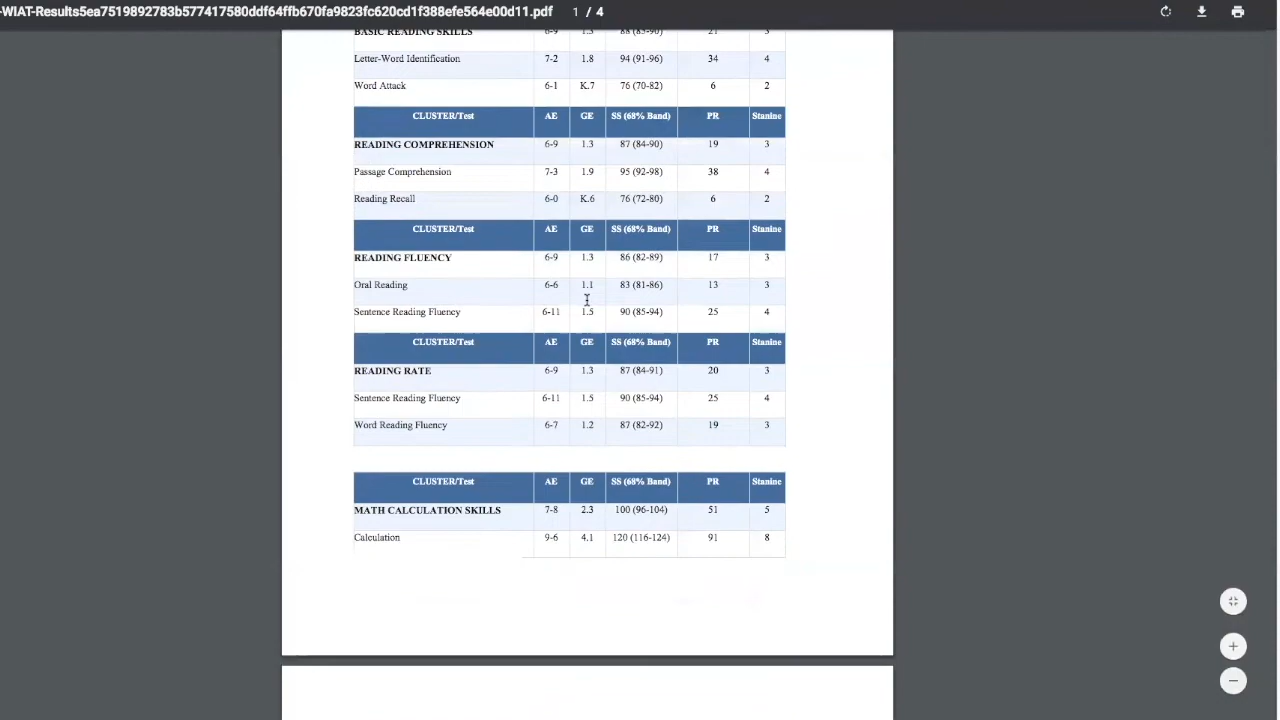 -WIAT-Results5ea7519892783b577417580ddf64ffb670fa9823fc620cd1f388efe564e00d11.pdf 1 / 4
BASIC READING SKILLS 6-9 1.3 88 (85-90) 21 3
Letter-Word Identification 7-2 1.8 94 (91-96) 34 4
Word Attack 6-1 K.7 76 (70-82) 6 2
CLUSTER/Test AE GE SS (68% Band) PR Stanine
READING COMPREHENSION 6-9 1.3 87 (84-90) 19 3
Passage Comprehension 7-3 1.9 95 (92-98) 38 4
Reading Recall 6-0 K.6 76 (72-80) 6 2
CLUSTER/Test AE GE SS (68% Band) PR Stanine
READING FLUENCY 6-9 1.3 86 (82-89) 17 3
Oral Reading 6-6 1.1 83 (81-86) 13 3
Sentence Reading Fluency 6-11 1.5 90 (85-94) 25 4
CLUSTER/Test AE GE SS (68% Band) PR Stanine
READING RATE 6-9 1.3 87 (84-91) 20 3
Sentence Reading Fluency 6-11 1.5 90 (85-94) 25 4
Word Reading Fluency 6-7 1.2 87 (82-92) 19 3
CLUSTER/Test AE GE SS (68% Band) PR Stanine
MATH CALCULATION SKILLS 7-8 2.3 100 (96-104) 51 5
Calculation 9-6 4.1 120 (116-124) 91 8